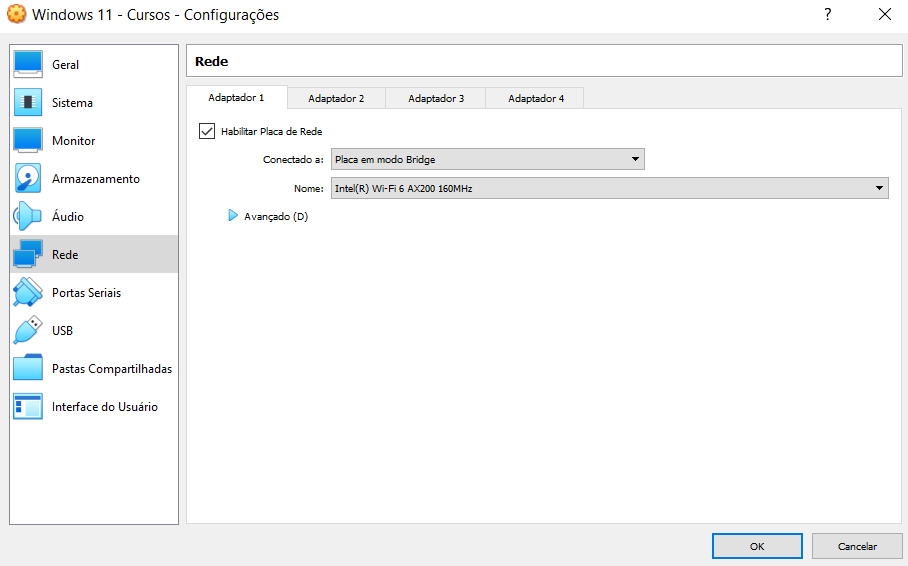 Windows 11 - Cursos - Configurações
?
Geral
Sistema
Monitor
Armazenamento
Áudio
Rede
Portas Seriais
USB
Pastas Compartilhadas
Interface do Usuário
Rede
Adaptador 1
Adaptador 2
Adaptador 3
Adaptador 4
Habilitar Placa de Rede
Conectado a: Placa em modo Bridge
Nome: Intel(R) Wi-Fi 6 AX200 160MHz
Avançado (D)
OK
Cancelar